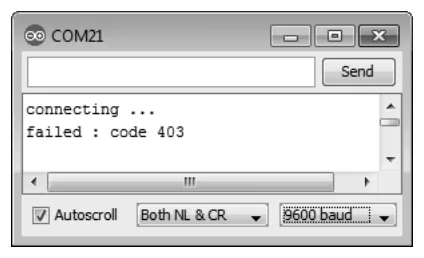 COM21
Send
connecting ...
failed : code 403
Autoscroll
Both NL & CR
9600 baud